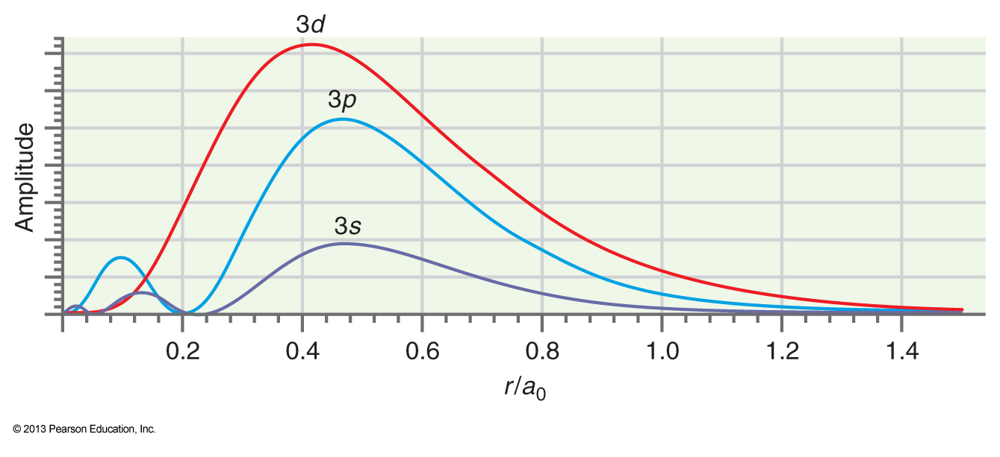 3d
3p
3s
Amplitude
0.2 0.4 0.6 0.8 1.0 1.2 1.4
r/a₀
© 2013 Pearson Education, Inc.